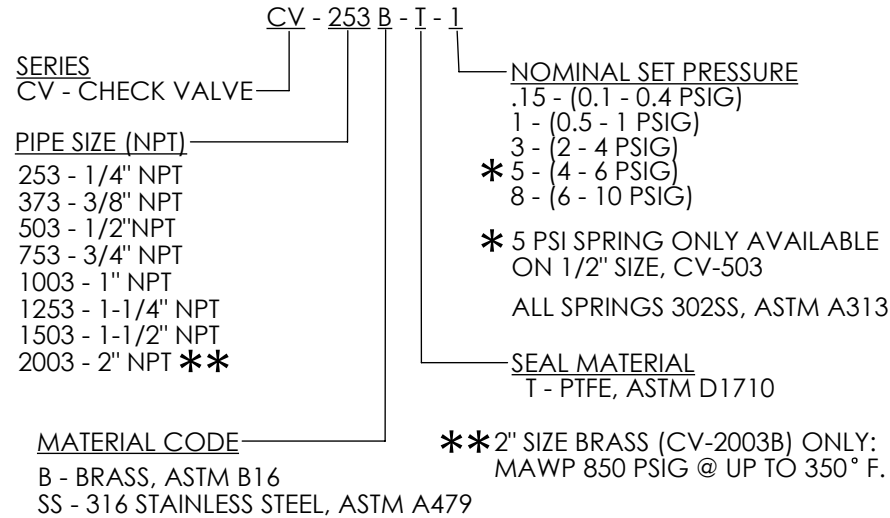 CV - 253 B - T - 1
SERIES
CV - CHECK VALVE
PIPE SIZE (NPT)
253 - 1/4" NPT
373 - 3/8" NPT
503 - 1/2"NPT
753 - 3/4" NPT
1003 - 1" NPT
1253 - 1-1/4" NPT
1503 - 1-1/2" NPT
2003 - 2" NPT **
MATERIAL CODE
B - BRASS, ASTM B16
SS - 316 STAINLESS STEEL, ASTM A479
NOMINAL SET PRESSURE
.15 - (0.1 - 0.4 PSIG)
1 - (0.5 - 1 PSIG)
3 - (2 - 4 PSIG)
* 5 - (4 - 6 PSIG)
8 - (6 - 10 PSIG)
* 5 PSI SPRING ONLY AVAILABLE
ON 1/2" SIZE, CV-503
ALL SPRINGS 302SS, ASTM A313
SEAL MATERIAL
T - PTFE, ASTM D1710
** 2" SIZE BRASS (CV-2003B) ONLY:
MAWP 850 PSIG @ UP TO 350° F.